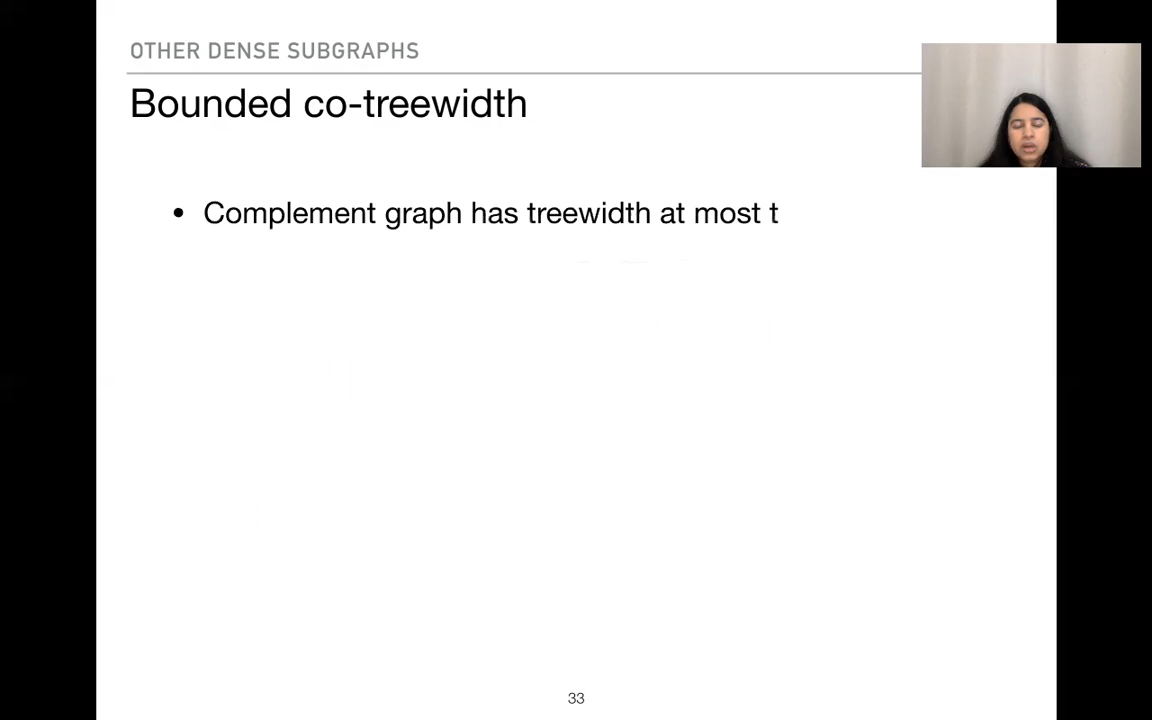 OTHER DENSE SUBGRAPHS
Bounded co-treewidth
• Complement graph has treewidth at most t
33